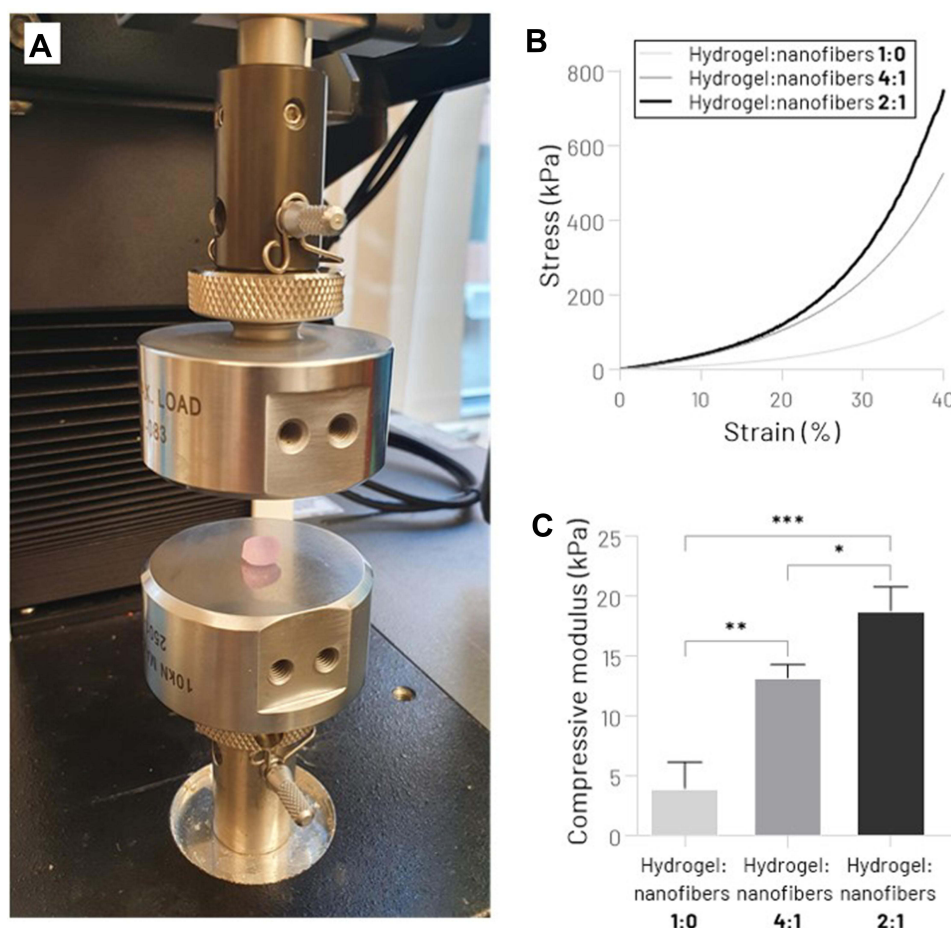 A
X. LOAD
083
10kN M
250
B
Hydrogel:nanofibers 1:0
Hydrogel:nanofibers 4:1
Hydrogel:nanofibers 2:1
Stress (kPa)
800
600
400
200
0
0 10 20 30 40
Strain (%)
C
Compressive modulus (kPa)
25
20
15
10
5
0
***
*
**
Hydrogel: Hydrogel: Hydrogel:
nanofibers nanofibers nanofibers
1:0 4:1 2:1